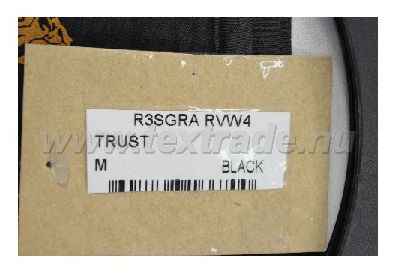 R3SGRA RVW4
TRUST
www.textrade.nu
M BLACK